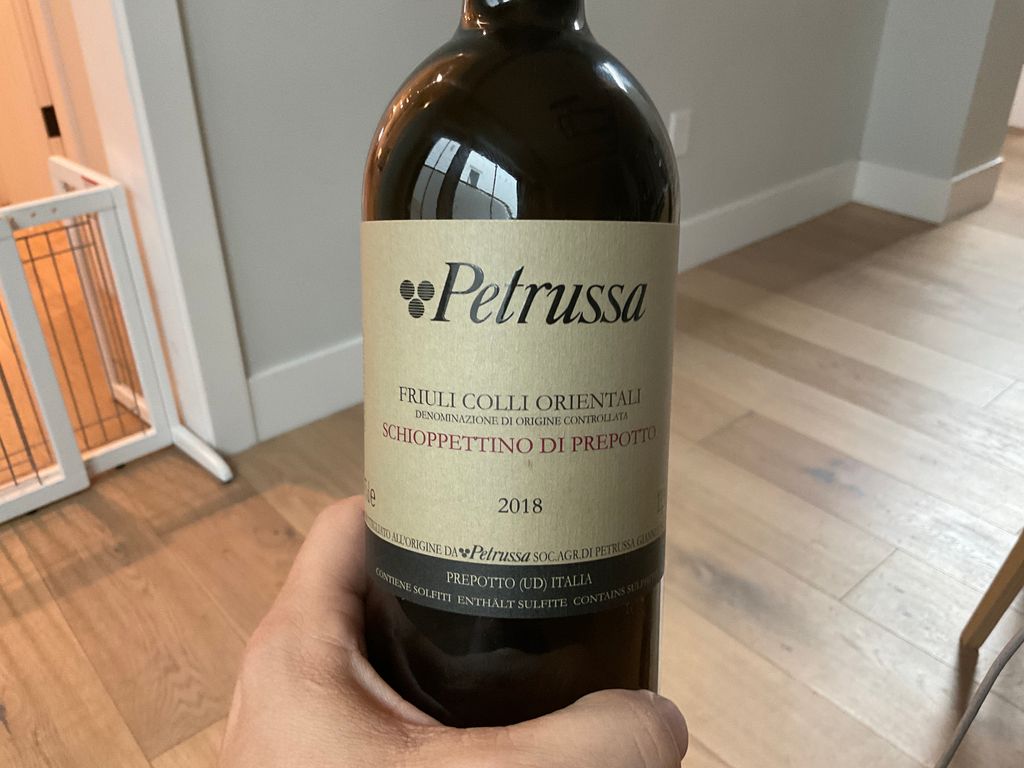 Petrussa
FRIULI COLLI ORIENTALI
DENOMINAZIONE DI ORIGINE CONTROLLATA
SCHIOPPETTINO DI PREPOTTO
2018
ALL'ORIGINE DA Petrussa SOC.AGR.DI PETRUSSA
PREPOTTO (UD) ITALIA
CONTIENE SOLFITI ENTHÄLT SULFITE CONTAINS